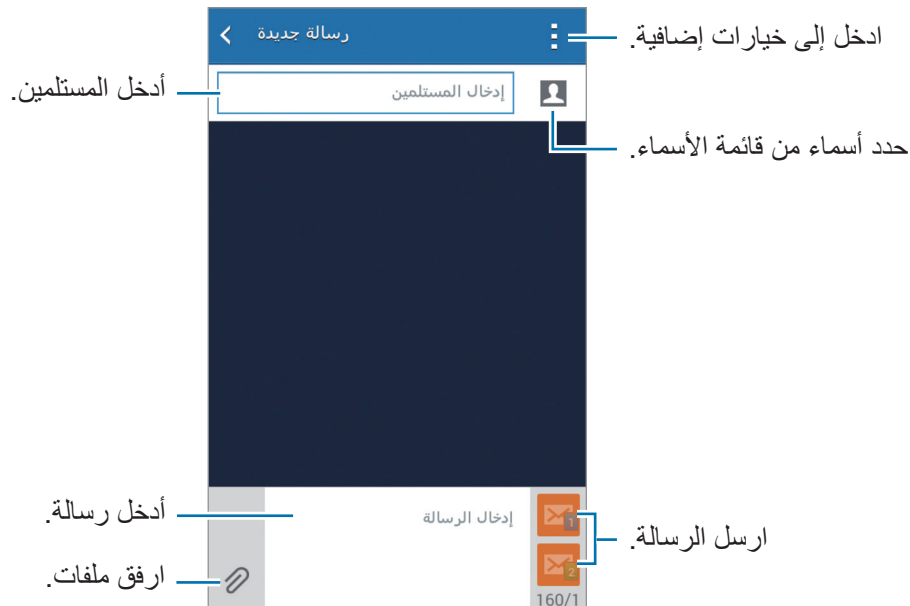 رسالة جديدة
ادخل إلى خيارات إضافية.
إدخال المستلمين
أدخل المستلمين.
حدد أسماء من قائمة الأسماء.
إدخال الرسالة
أدخل رسالة.
1
ارسل الرسالة.
2
ارفق ملفات.
160/1